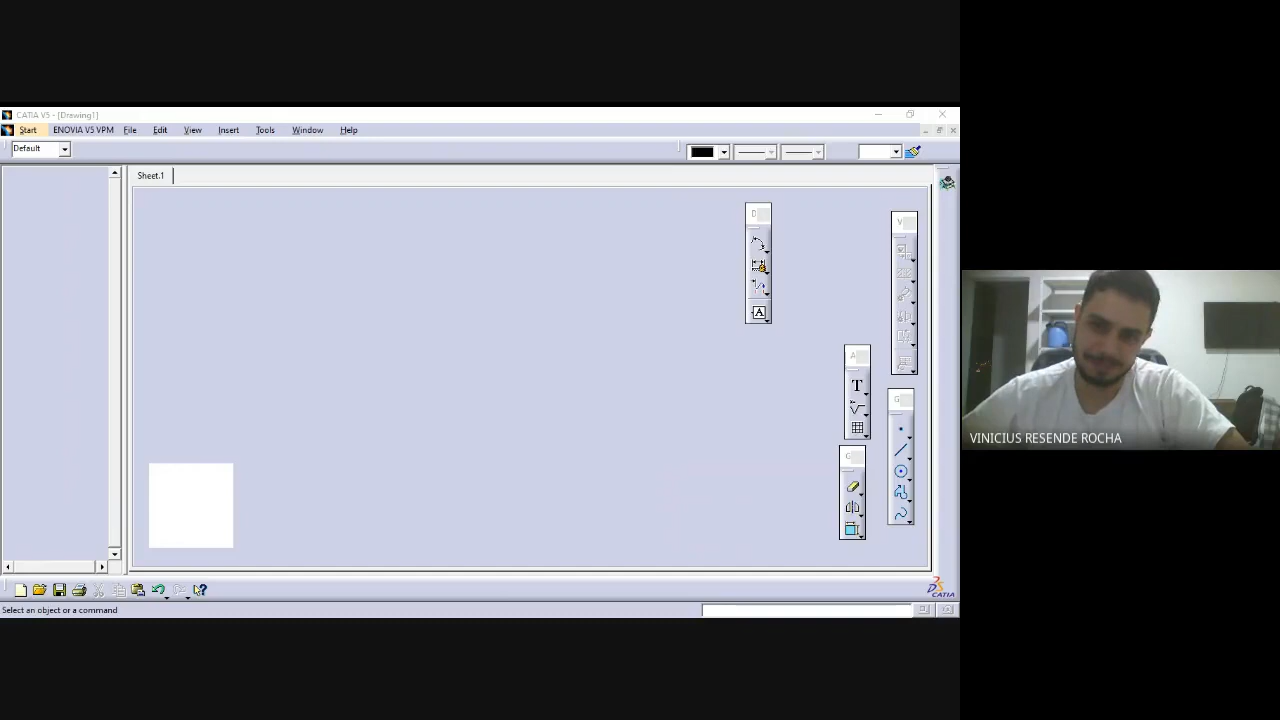 CATIA V5 - [Drawing1]
Start ENOVIA V5 VPM File Edit View Insert Tools Window Help
Default
Sheet.1
D
V
A
A
T
G
C
VINICIUS RESENDE ROCHA
CATIA
Select an object or a command